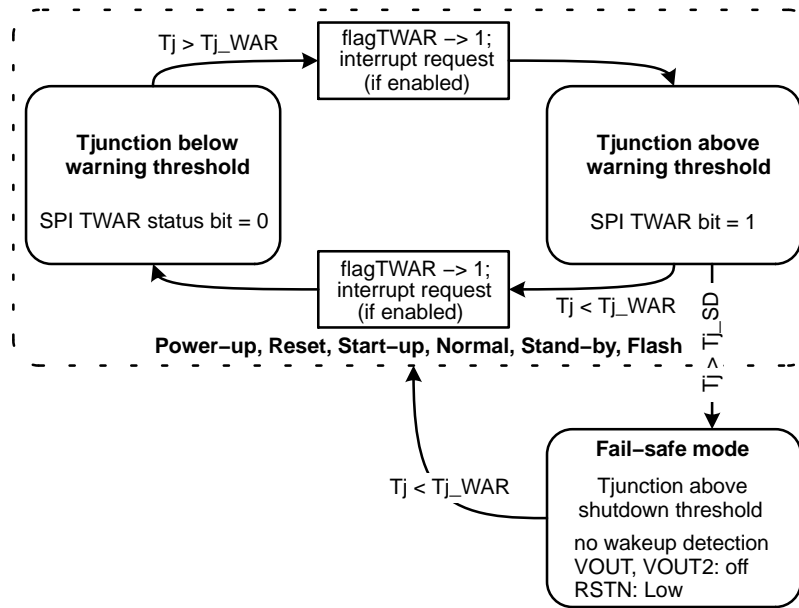 Tj > Tj_WAR
flagTWAR −> 1;
interrupt request
(if enabled)
Tjunction below
warning threshold
SPI TWAR status bit = 0
Tjunction above
warning threshold
SPI TWAR bit = 1
flagTWAR −> 1;
interrupt request
(if enabled)
Tj < Tj_WAR
Tj > Tj_SD
Power−up, Reset, Start−up, Normal, Stand−by, Flash
Tj < Tj_WAR
Fail−safe mode
Tjunction above
shutdown threshold
no wakeup detection
VOUT, VOUT2: off
RSTN: Low